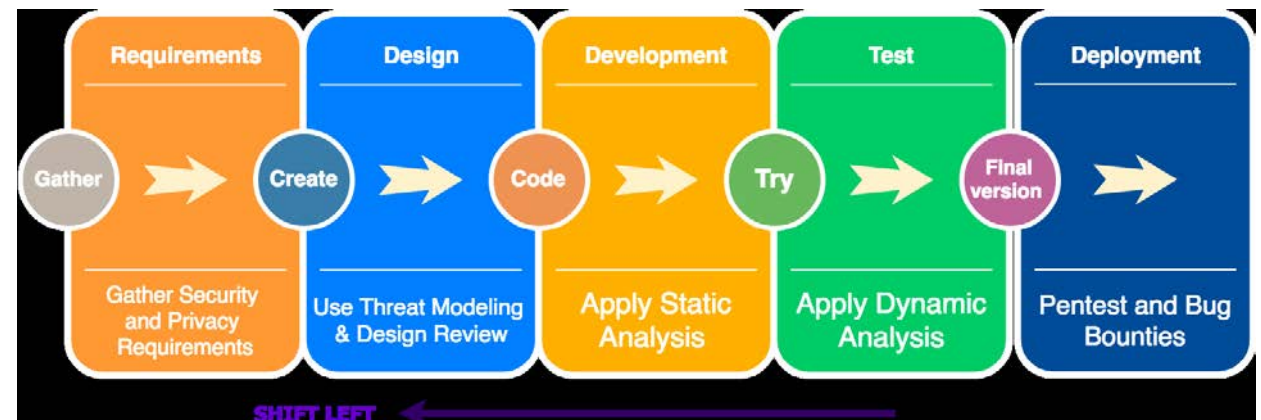 Requirements
Design
Development
Test
Deployment
Gather
Create
Code
Try
Final
version
Gather Security
and Privacy
Requirements
Use Threat Modeling
& Design Review
Apply Static
Analysis
Apply Dynamic
Analysis
Pentest and Bug
Bounties
SHIFT LEFT